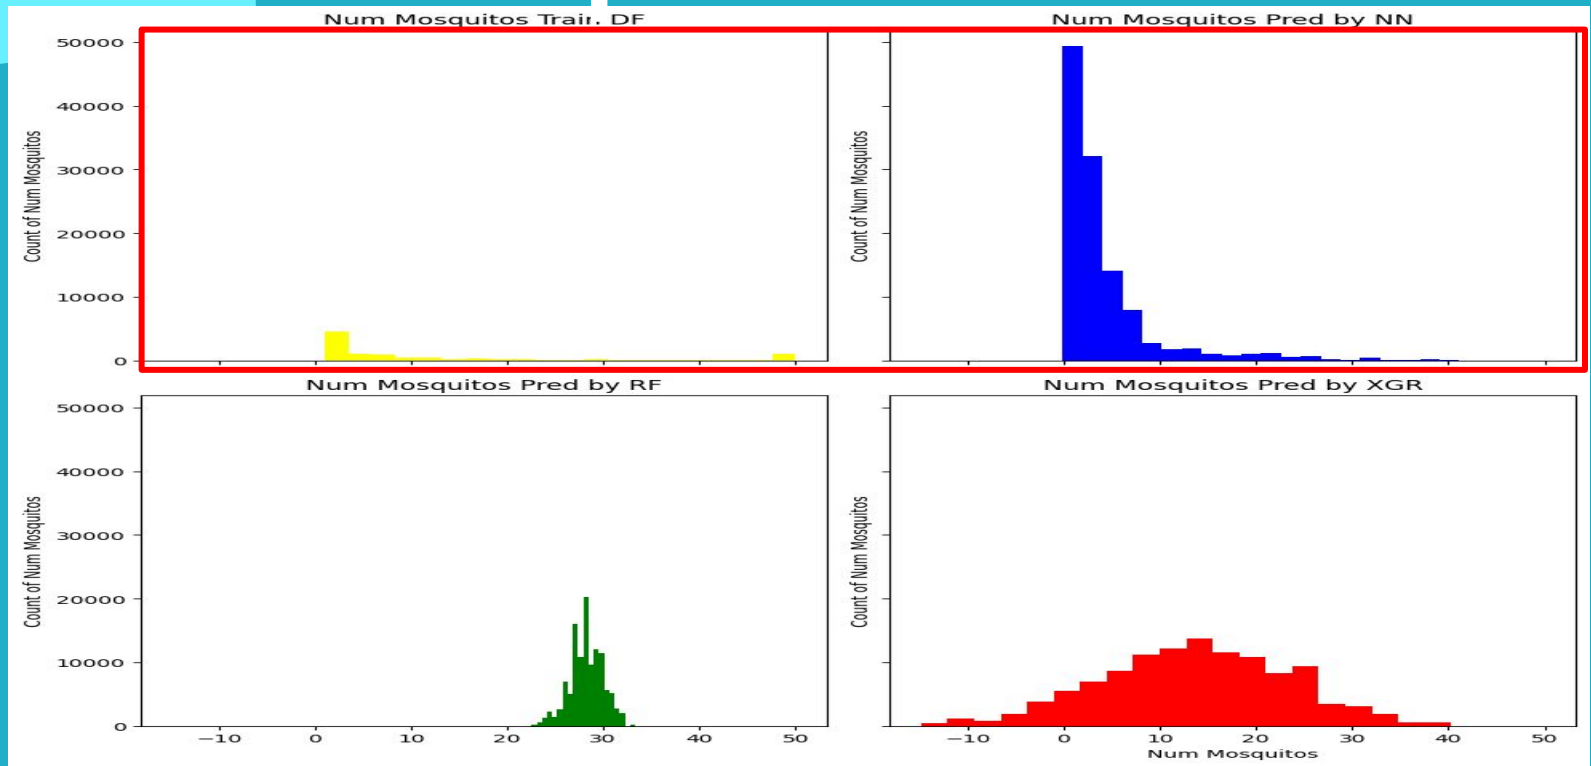 Num Mosquitos Train. DF
Num Mosquitos Pred by NN
50000
40000
30000
20000
10000
0
Count of Num Mosquitos
Count of Num Mosquitos
Num Mosquitos Pred by RF
Num Mosquitos Pred by XGR
50000
40000
30000
20000
10000
0
Count of Num Mosquitos
Count of Num Mosquitos
−10 0 10 20 30 40 50
−10 0 10 20 30 40 50
Num Mosquitos